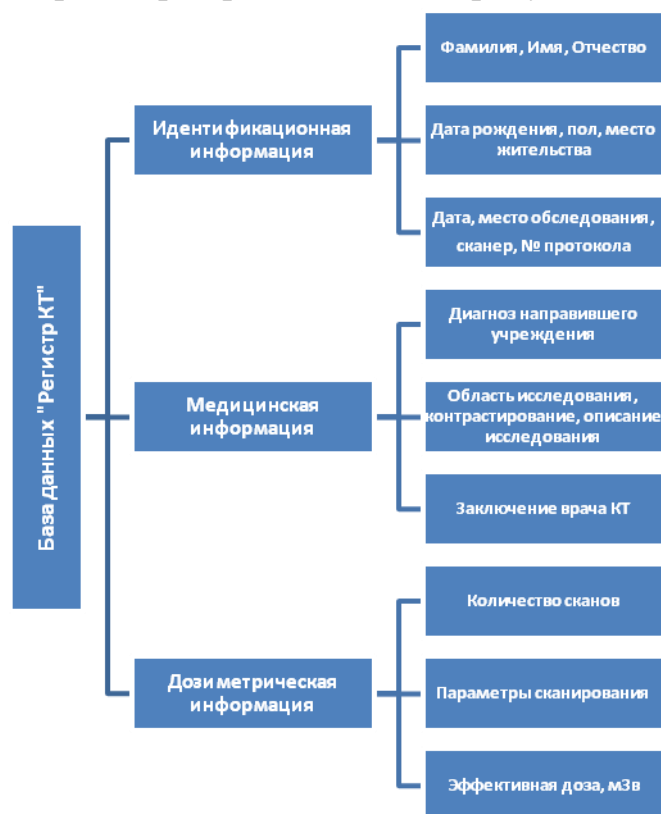 База данных "Регистр КТ"
Идентификационная
информация
Фамилия, Имя, Отчество
Дата рождения, пол, место
жительства
Дата, место обследования,
сканер, № протокола
Медицинская
информация
Диагноз направившего
учреждения
Область исследования,
контрастирование, описание
исследования
Заключение врача КТ
Дозиметрическая
информация
Количество сканов
Параметры сканирования
Эффективная доза, мЗв